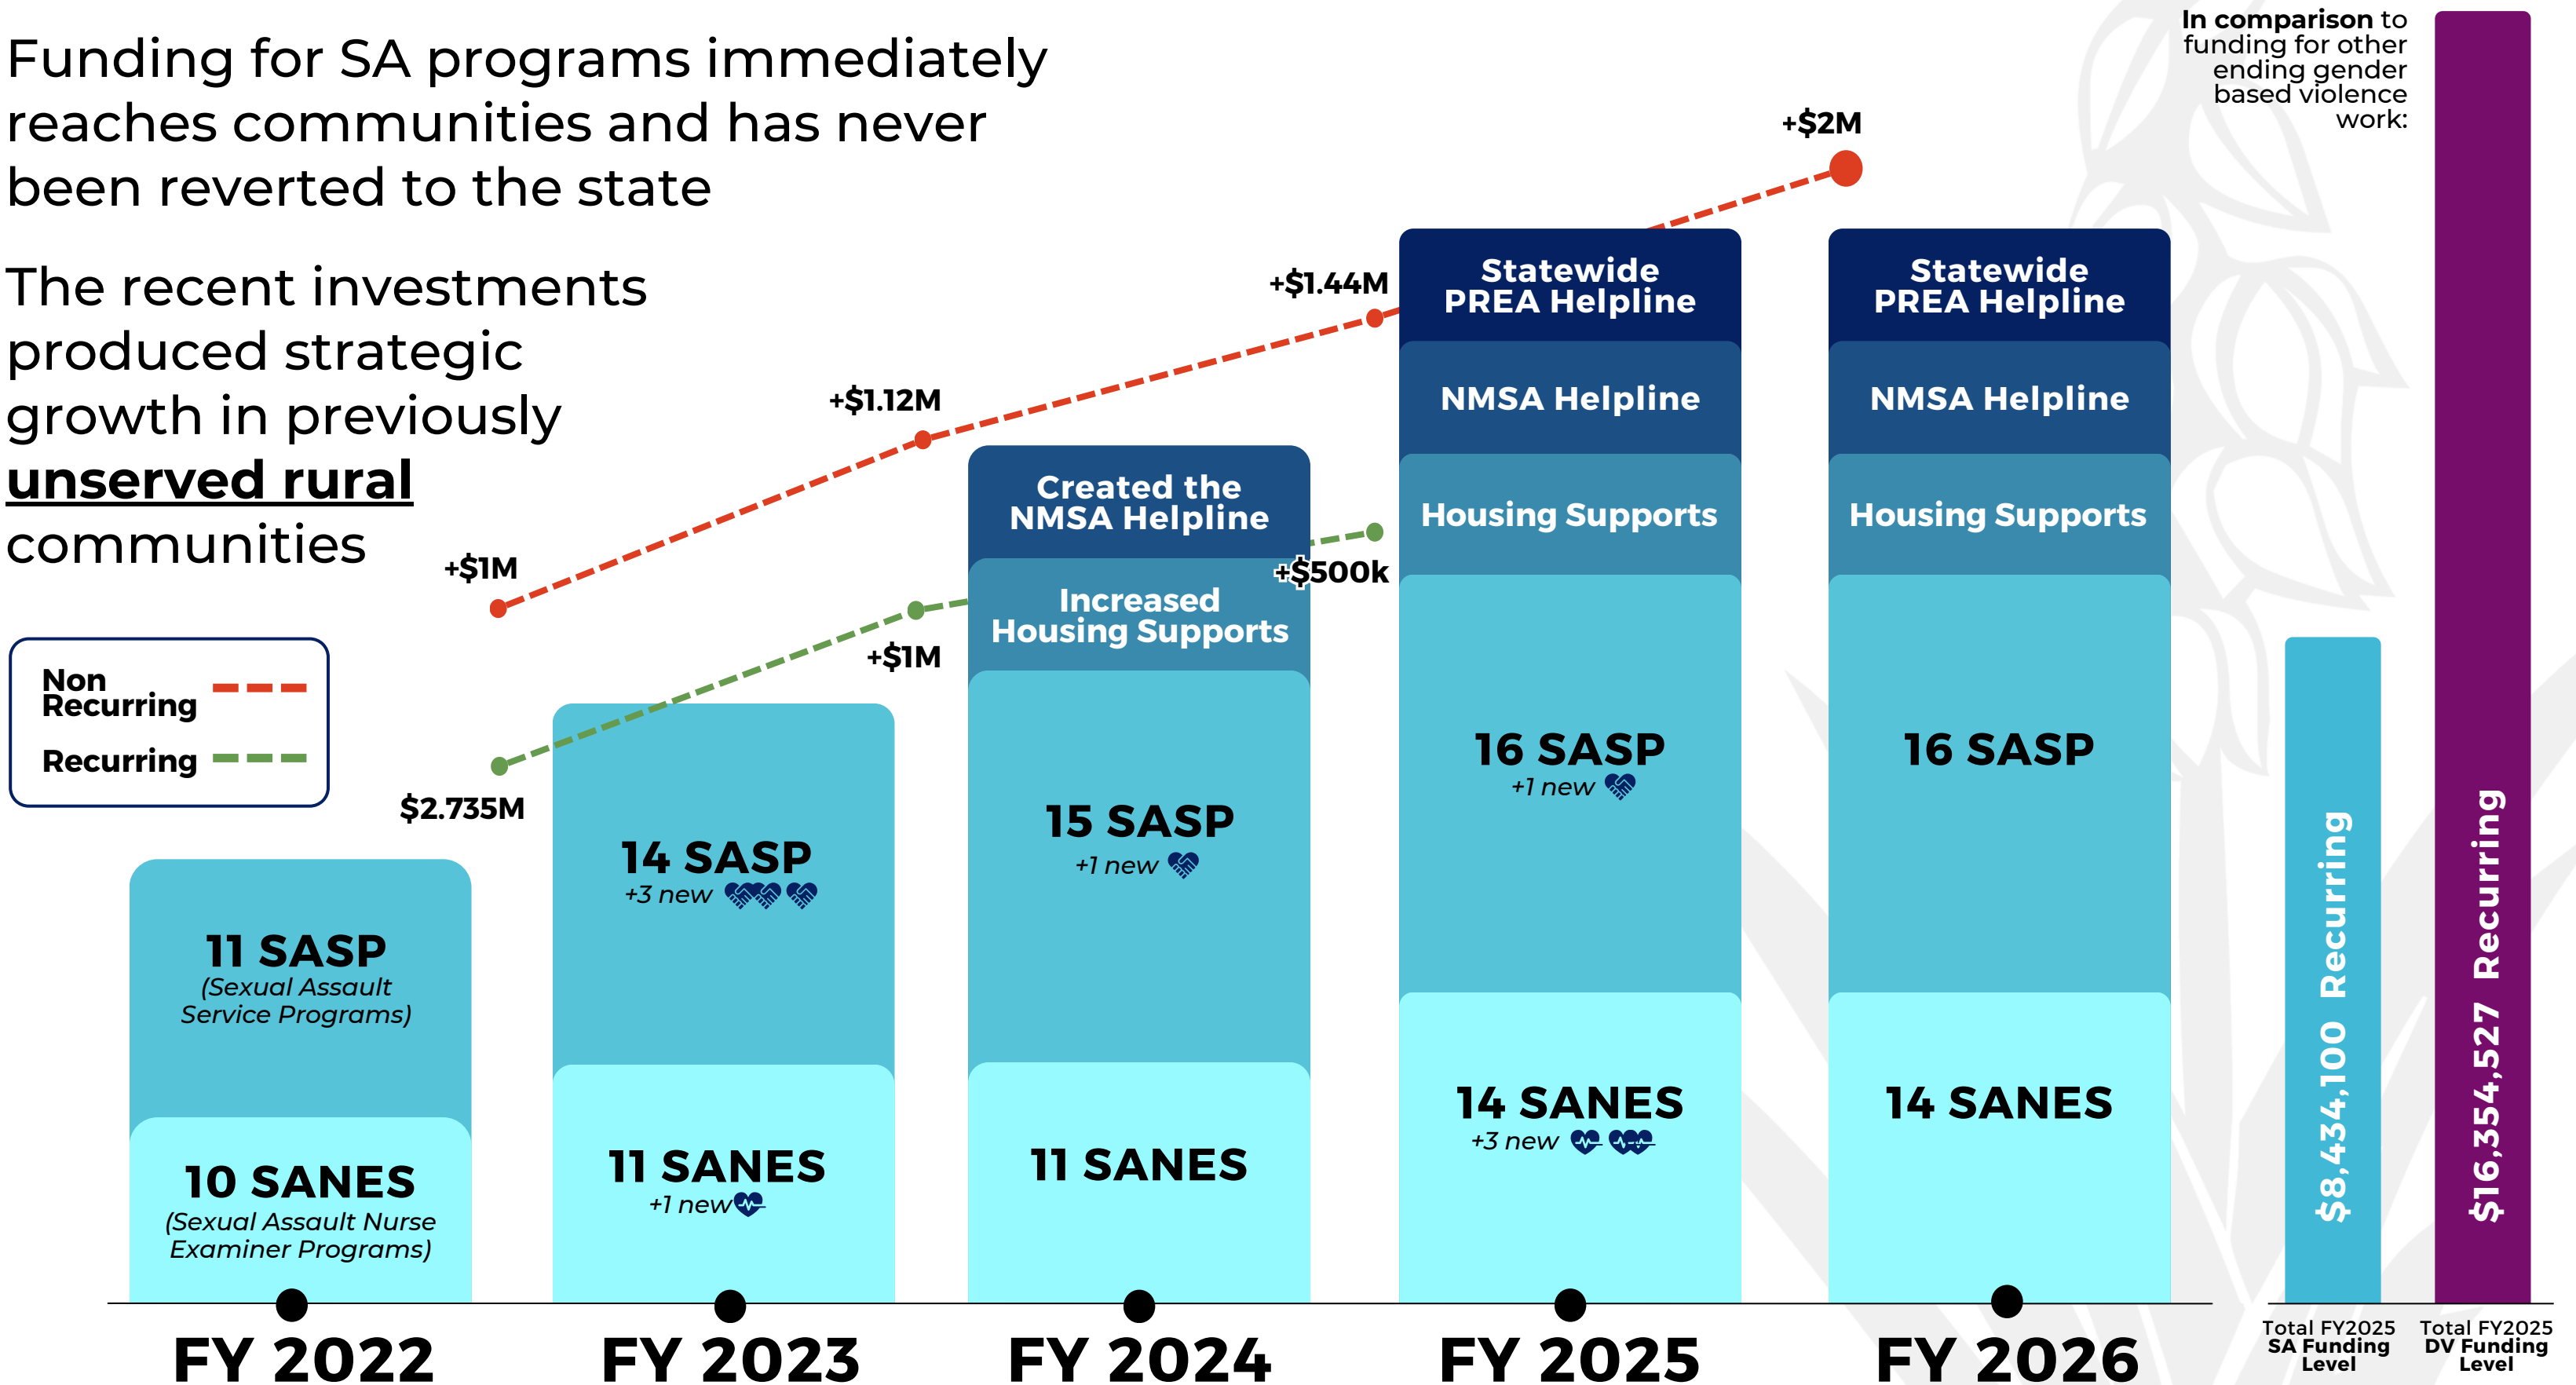 Funding for SA programs immediately
reaches communities and has never
been reverted to the state
The recent investments
produced strategic
growth in previously
unserved rural
communities
Non
Recurring
Recurring
+$1M
$2.735M
+$1.12M
+$1M
+$1.44M
+$500k
+$2M
11 SASP
(Sexual Assault
Service Programs)
10 SANES
(Sexual Assault Nurse
Examiner Programs)
FY 2022
14 SASP
+3 new
11 SANES
+1 new
FY 2023
Created the
NMSA Helpline
Increased
Housing Supports
15 SASP
+1 new
11 SANES
FY 2024
Statewide
PREA Helpline
NMSA Helpline
Housing Supports
16 SASP
+1 new
14 SANES
+3 new
FY 2025
Statewide
PREA Helpline
NMSA Helpline
Housing Supports
16 SASP
14 SANES
FY 2026
In comparison to
funding for other
ending gender
based violence
work:
$8,434,100 Recurring
Total FY2025
SA Funding
Level
$16,354,527 Recurring
Total FY2025
DV Funding
Level